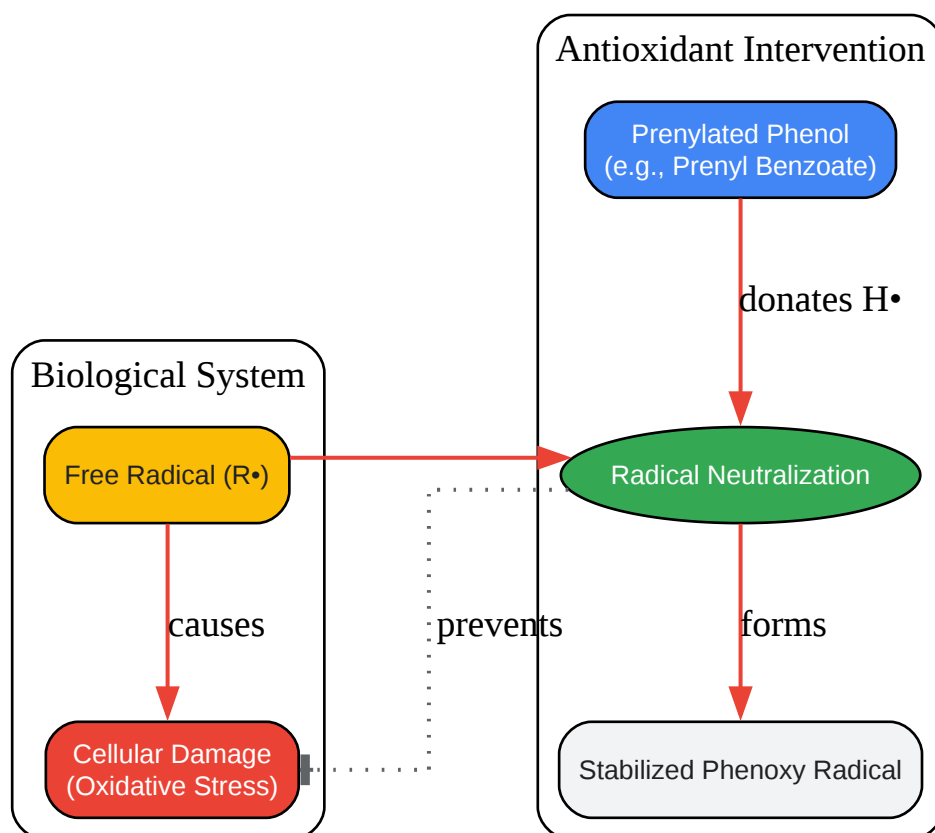 Antioxidant Intervention
Prenylated Phenol
(e.g., Prenyl Benzoate)
donates H•
Biological System
Free Radical (R•)
Radical Neutralization
causes
prevents
forms
Cellular Damage
(Oxidative Stress)
Stabilized Phenoxy Radical